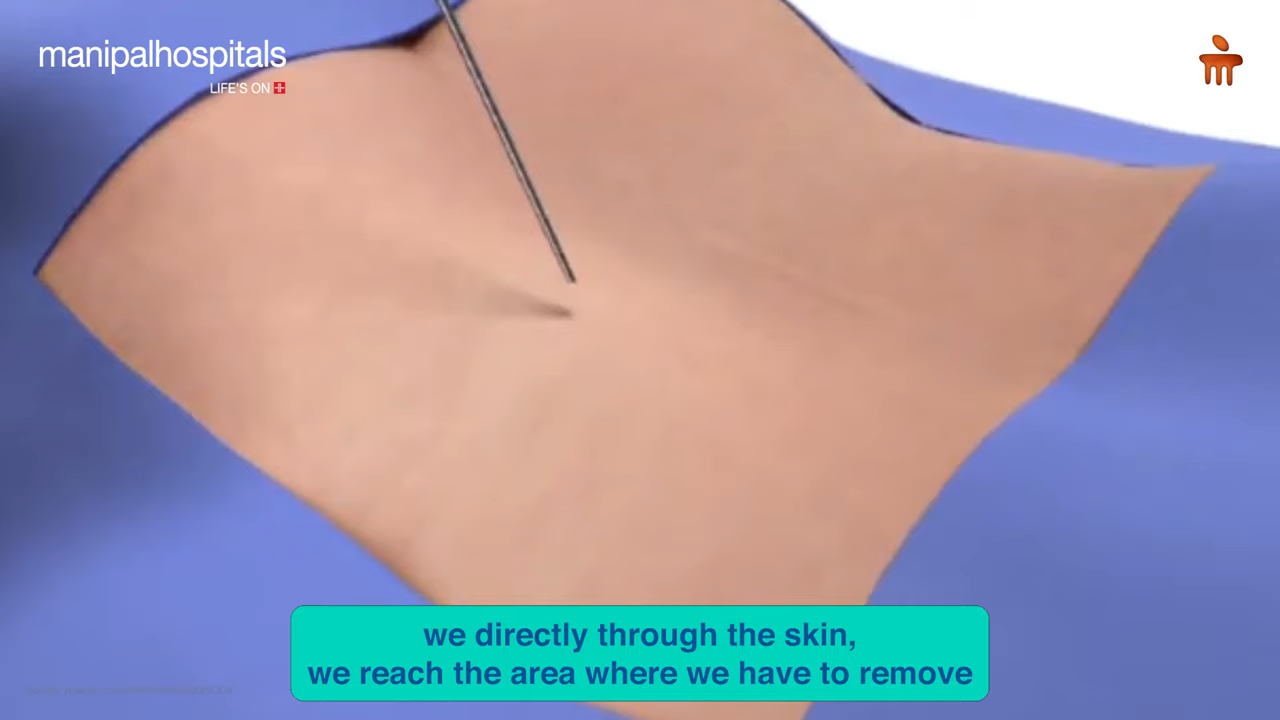 manipalhospitals
LIFE'S ON
we directly through the skin,
we reach the area where we have to remove